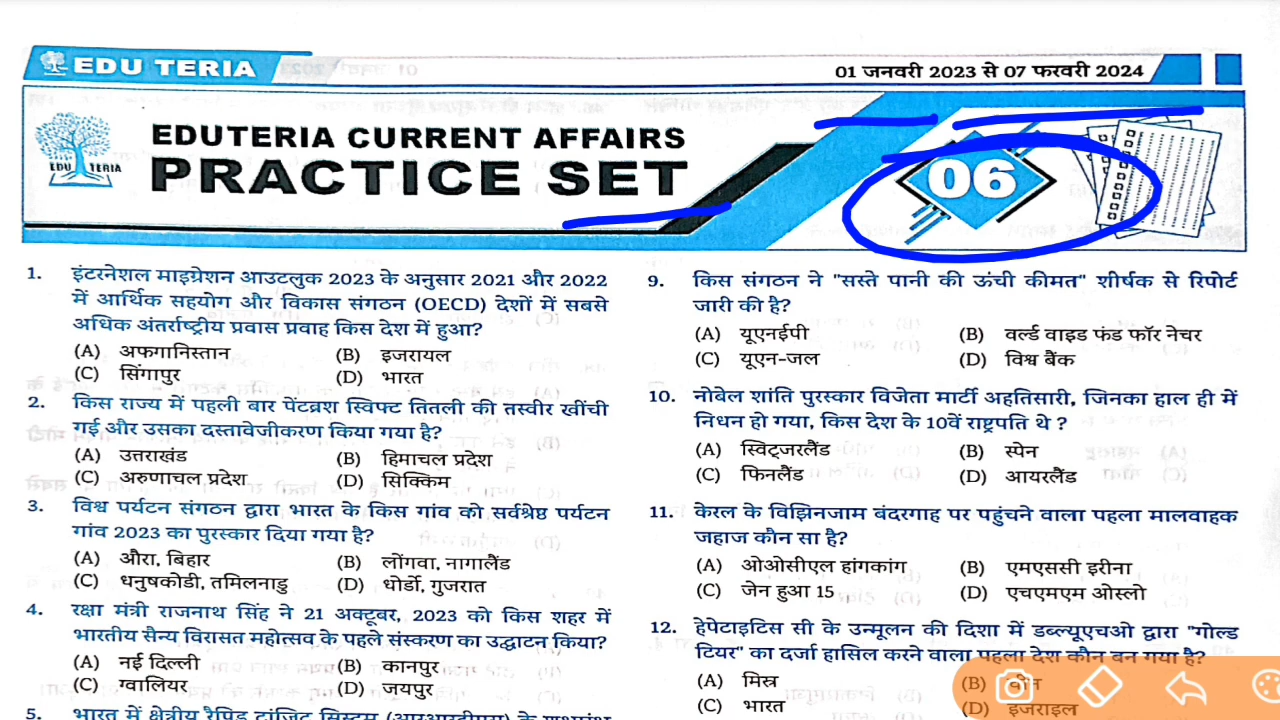 EDU TERIA
01 जनवरी 2023 से 07 फरवरी 2024
EDU TERIA
EDUTERIA CURRENT AFFAIRS
PRACTICE SET
06
1. इंटरनेशल माइग्रेशन आउटलुक 2023 के अनुसार 2021 और 2022
में आर्थिक सहयोग और विकास संगठन (OECD) देशों में सबसे
अधिक अंतर्राष्ट्रीय प्रवास प्रवाह किस देश में हुआ?
(A) अफगानिस्तान (B) इजरायल
(C) सिंगापुर (D) भारत
2. किस राज्य में पहली बार पेंटब्रश स्विफ्ट तितली की तस्वीर खींची
गई और उसका दस्तावेजीकरण किया गया है?
(A) उत्तराखंड (B) हिमाचल प्रदेश
(C) अरुणाचल प्रदेश (D) सिक्किम
3. विश्व पर्यटन संगठन द्वारा भारत के किस गांव को सर्वश्रेष्ठ पर्यटन
गांव 2023 का पुरस्कार दिया गया है?
(A) औरा, बिहार (B) लोंगवा, नागालैंड
(C) धनुषकोडी, तमिलनाडु (D) धोर्डो, गुजरात
4. रक्षा मंत्री राजनाथ सिंह ने 21 अक्टूबर, 2023 को किस शहर में
भारतीय सैन्य विरासत महोत्सव के पहले संस्करण का उद्घाटन किया?
(A) नई दिल्ली (B) कानपुर
(C) ग्वालियर (D) जयपुर
5. भारत में क्षेत्रीय रैपिड ट्रांजिट सिस्टम (आरआरटीएस) के
9. किस संगठन ने "सस्ते पानी की ऊंची कीमत" शीर्षक से रिपोर्ट
जारी की है?
(A) यूएनईपी (B) वर्ल्ड वाइड फंड फॉर नेचर
(C) यूएन-जल (D) विश्व बैंक
10. नोबेल शांति पुरस्कार विजेता मार्टी अहतिसारी, जिनका हाल ही में
निधन हो गया, किस देश के 10वें राष्ट्रपति थे ?
(A) स्विट्जरलैंड (B) स्पेन
(C) फिनलैंड (D) आयरलैंड
11. केरल के विझिनजाम बंदरगाह पर पहुंचने वाला पहला मालवाहक
जहाज कौन सा है?
(A) ओओसीएल हांगकांग (B) एमएससी इरीना
(C) जेन हुआ 15 (D) एचएमएम ओस्लो
12. हेपेटाइटिस सी के उन्मूलन की दिशा में डब्ल्यूएचओ द्वारा "गोल्ड
टियर" का दर्जा हासिल करने वाला पहला देश कौन बन गया है?
(A) मिस्र (B) चीन
(C) भारत (D) इजराइल